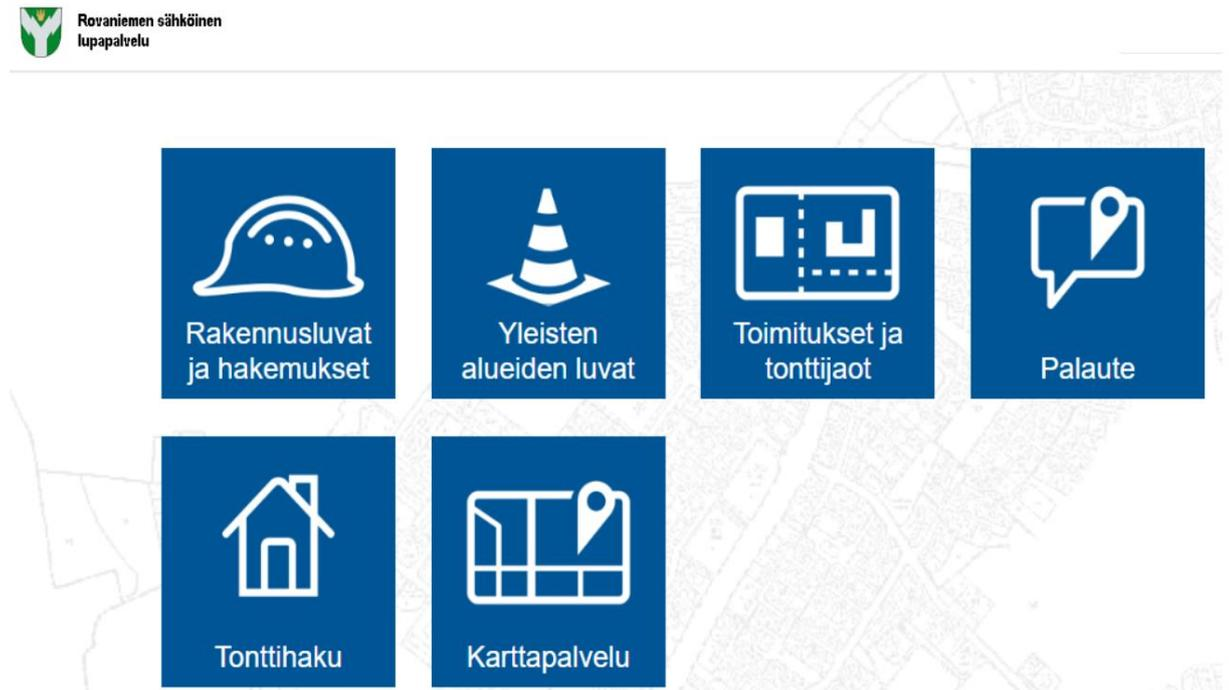 Rovaniemen sähköinen
lupapalvelu
Rakennusluvat
ja hakemukset
Yleisten
alueiden luvat
Toimitukset ja
tonttijaot
Palaute
Tonttihaku
Karttapalvelu